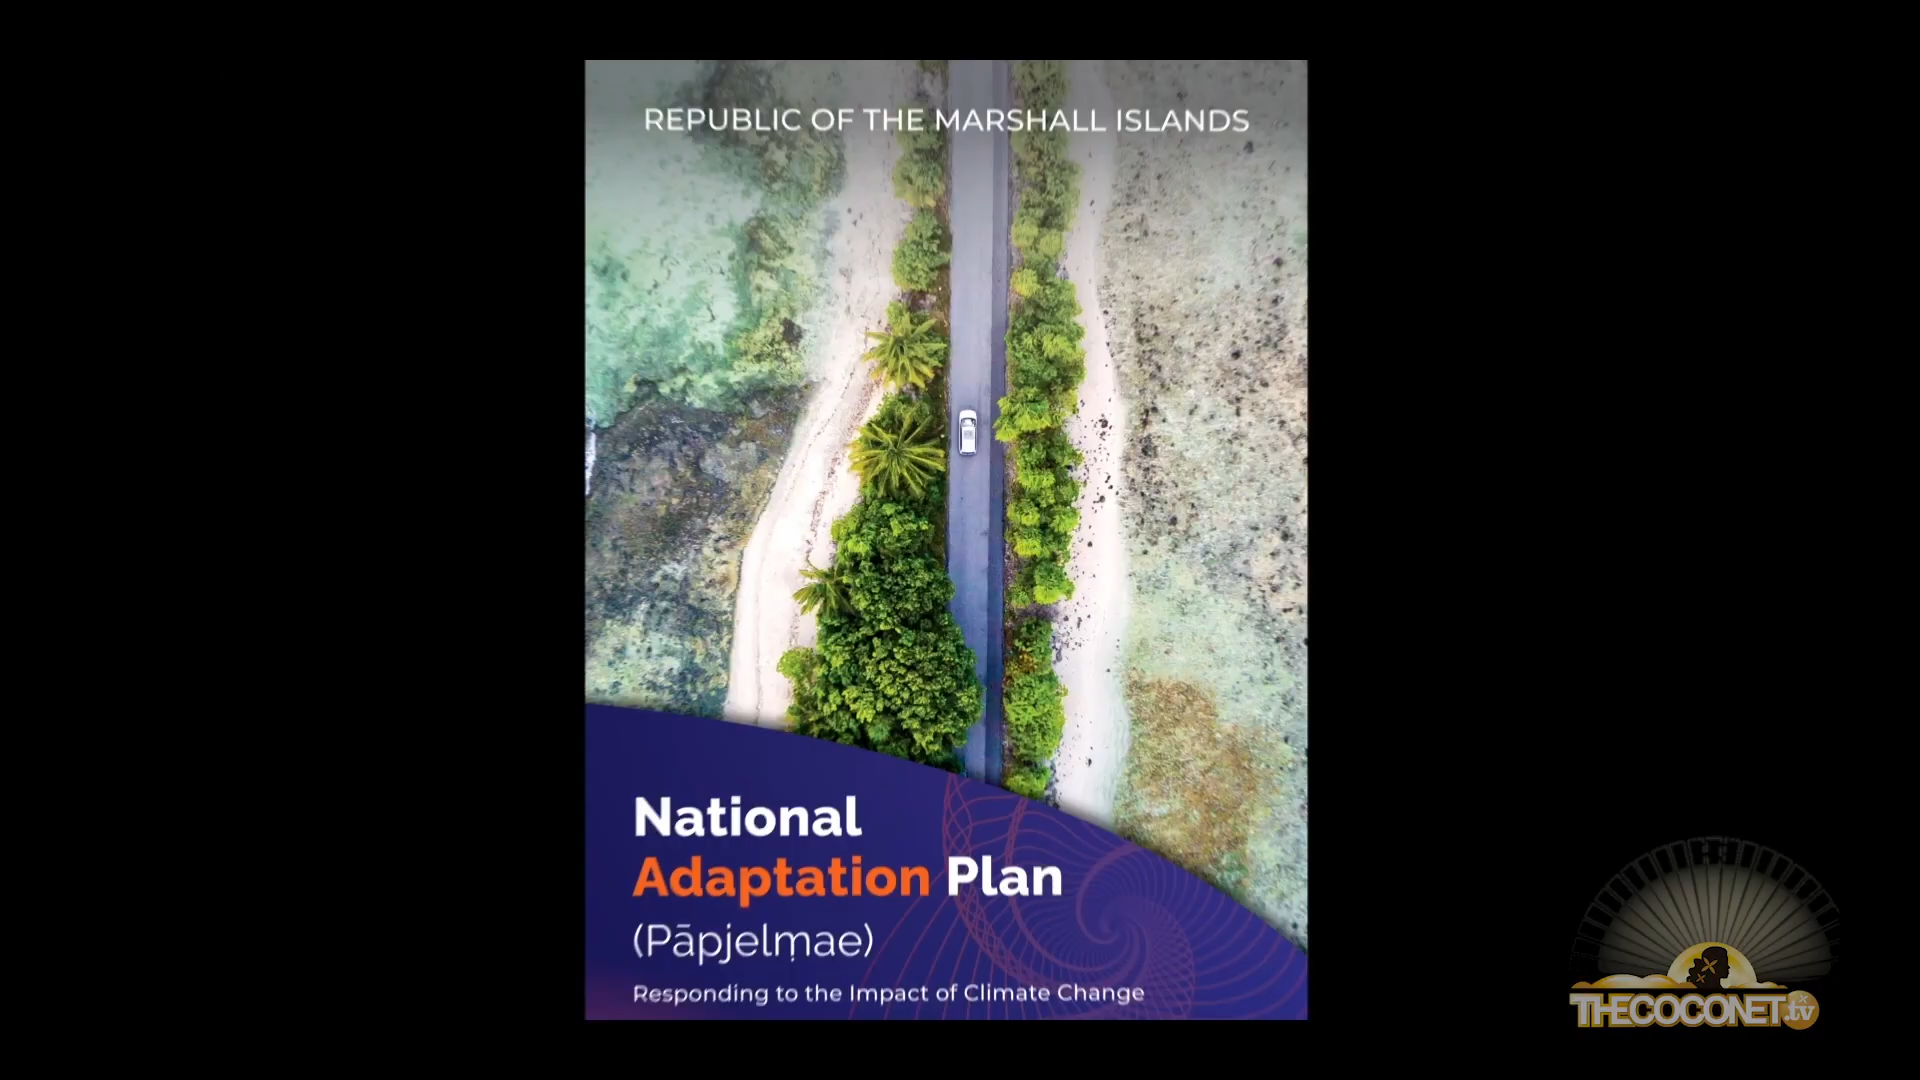 REPUBLIC OF THE MARSHALL ISLANDS
National
Adaptation Plan
(Pāpjelṃae)
Responding to the Impact of Climate Change
THECOCONET.tv